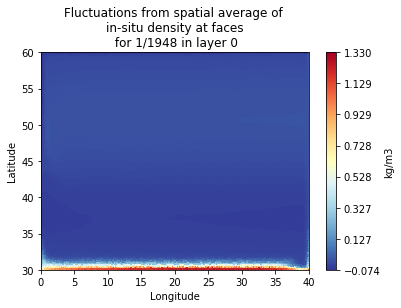 Fluctuations from spatial average of
in-situ density at faces
for 1/1948 in layer 0
60
55
50
45
40
35
30
Latitude
0 5 10 15 20 25 30 35 40
Longitude
1.330
1.129
0.929
0.728
0.528
0.327
0.127
−0.074
kg/m3